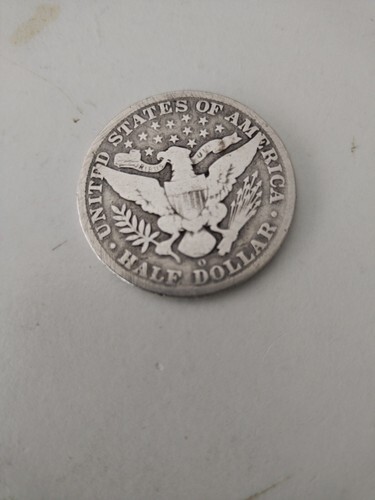 UNITED STATES OF AMERICA
O
HALF DOLLAR